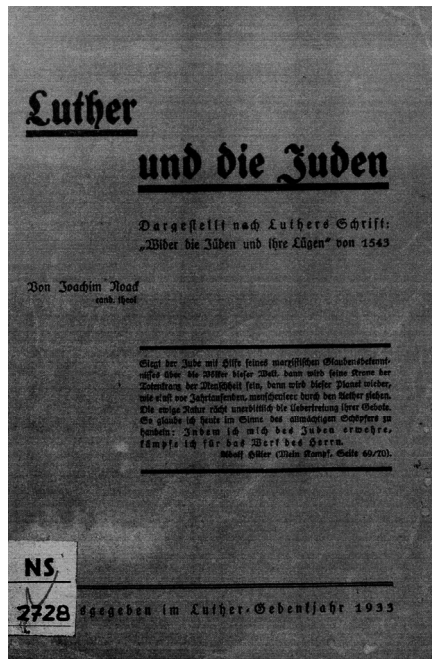 Luther
und die Juden
Dargestellt nach Luthers Schrift:
„Wider die Jüden und ihre Lügen“ von 1543
Von Joachim Noack
cand. theol.
Siegt der Jude mit Hilfe seines marxistischen Glaubensbekennt-
nisses über die Völker dieser Welt, dann wird seine Krone der
Totenkranz der Menschheit sein, dann wird dieser Planet wieder,
wie einst vor Jahrtausenden, menschenleer durch den Aether ziehen.
Die ewige Natur rächt unerbittlich die Uebertretung ihrer Gebote.
So glaube ich heute im Sinne des allmächtigen Schöpfers zu
handeln: Indem ich mich des Juden erwehre,
kämpfe ich für das Werk des Herrn.
Adolf Hitler (Mein Kampf, Seite 69/70).
NS
2728
sgegeben im Luther-Gedenkjahr 1933